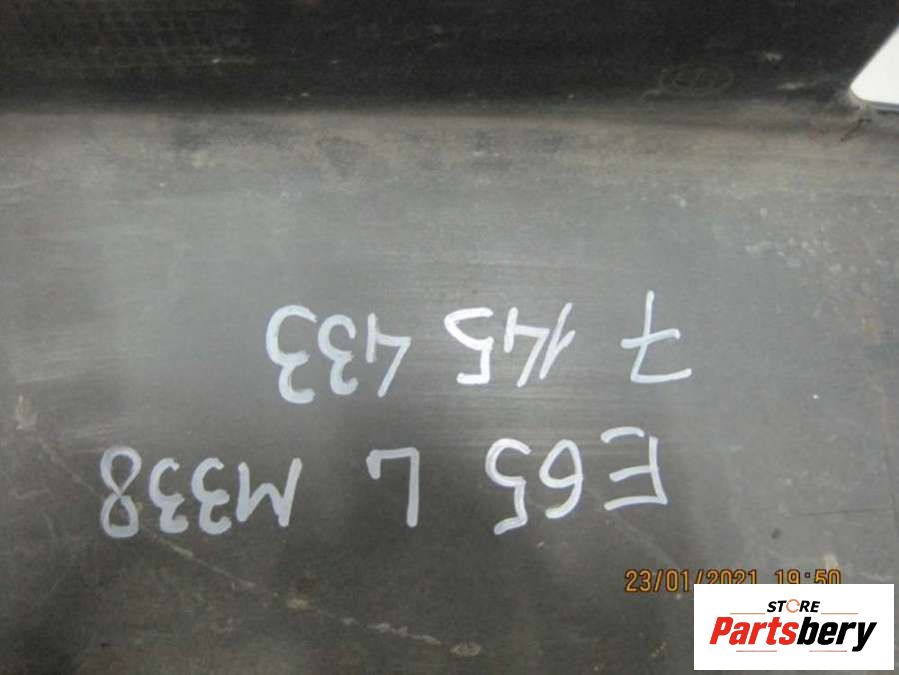 E65 L M338
7 145 433
23/01/2021 19:50
STORE
Partsbery